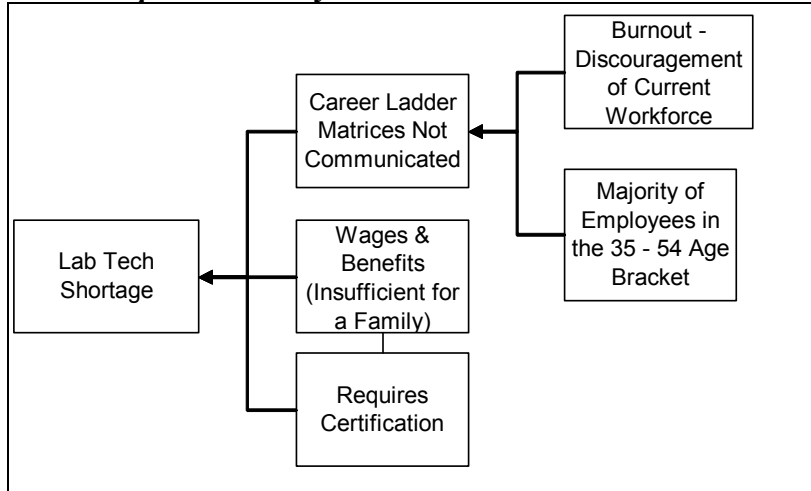 Burnout -
Discouragement
of Current
Workforce
Career Ladder
Matrices Not
Communicated
Majority of
Employees in
the 35 - 54 Age
Bracket
Lab Tech
Shortage
Wages &
Benefits
(Insufficient for
a Family)
Requires
Certification